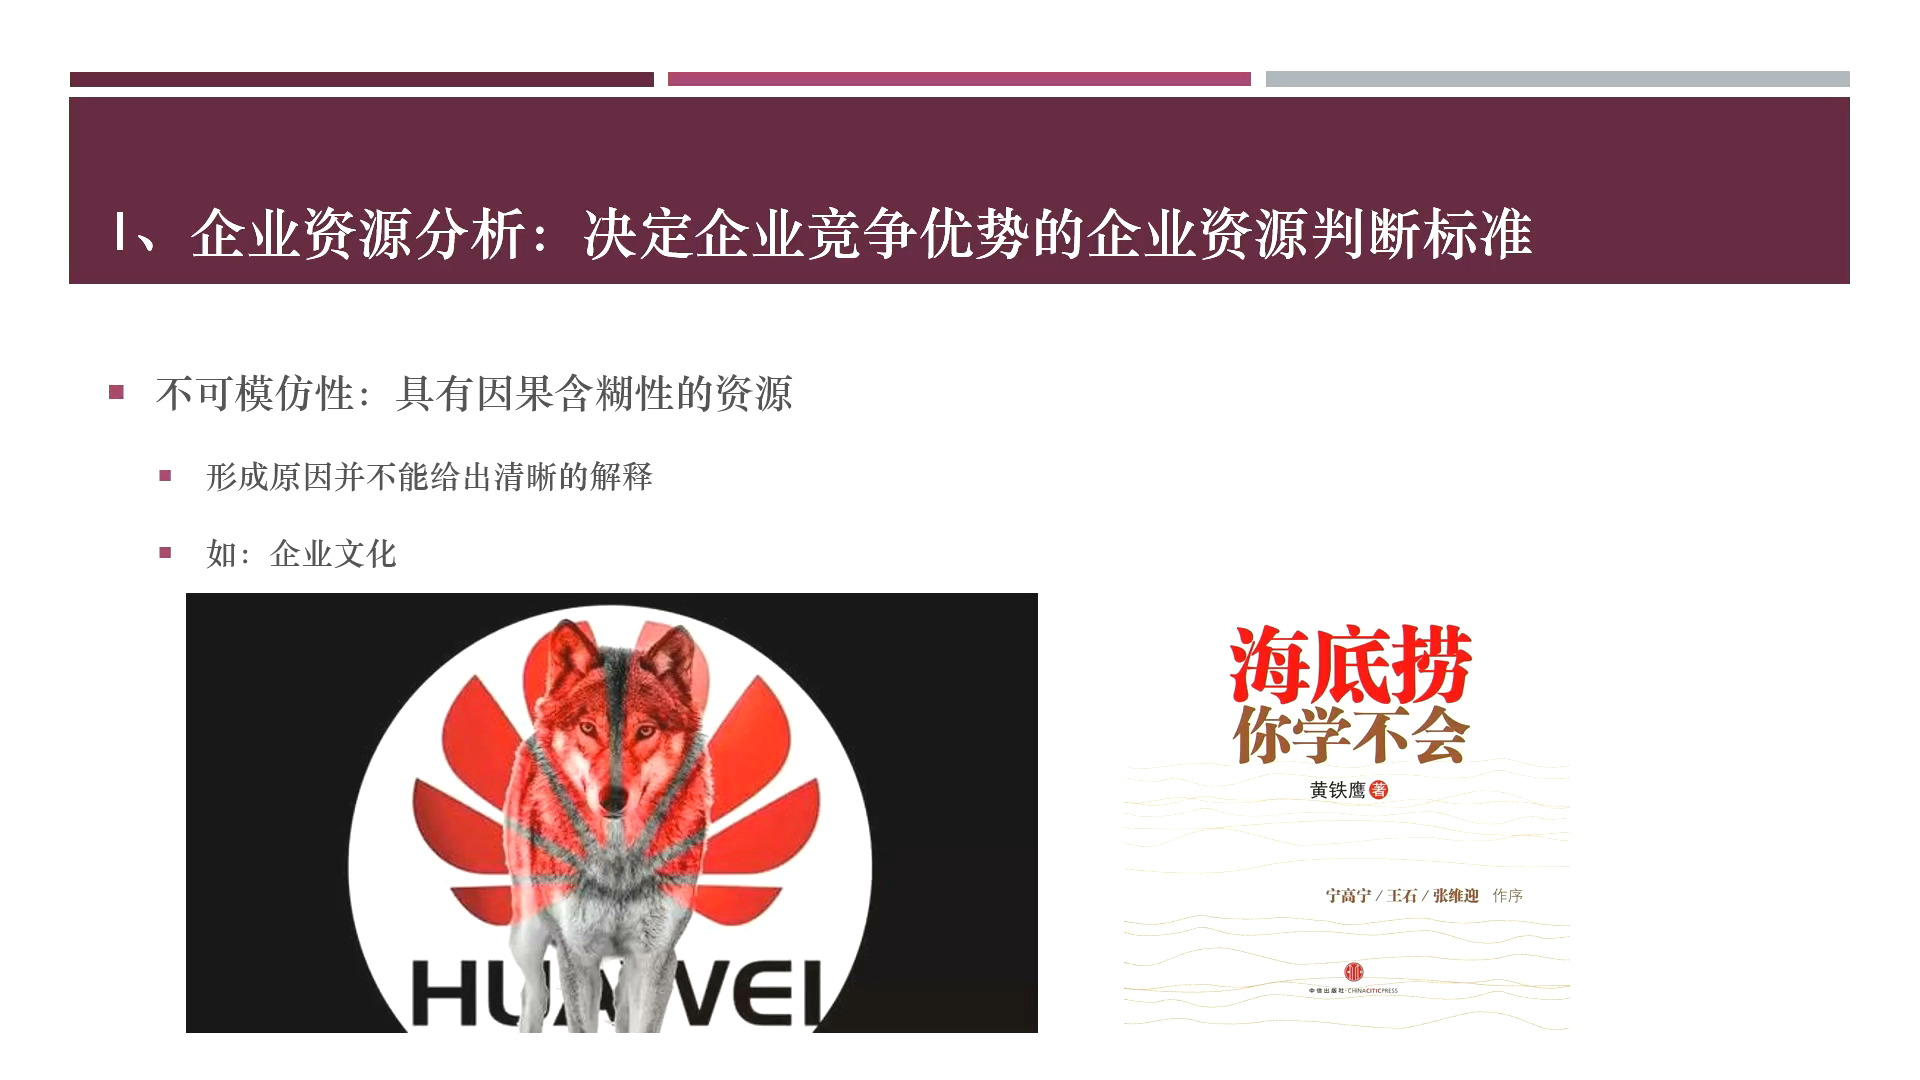 1、企业资源分析：决定企业竞争优势的企业资源判断标准
不可模仿性：具有因果含糊性的资源
形成原因并不能给出清晰的解释
如：企业文化
HUAWEI
海底捞
你学不会
黄铁鹰 著
宁高宁 / 王石 / 张维迎 作序
中信出版社·CHINACITICPRESS